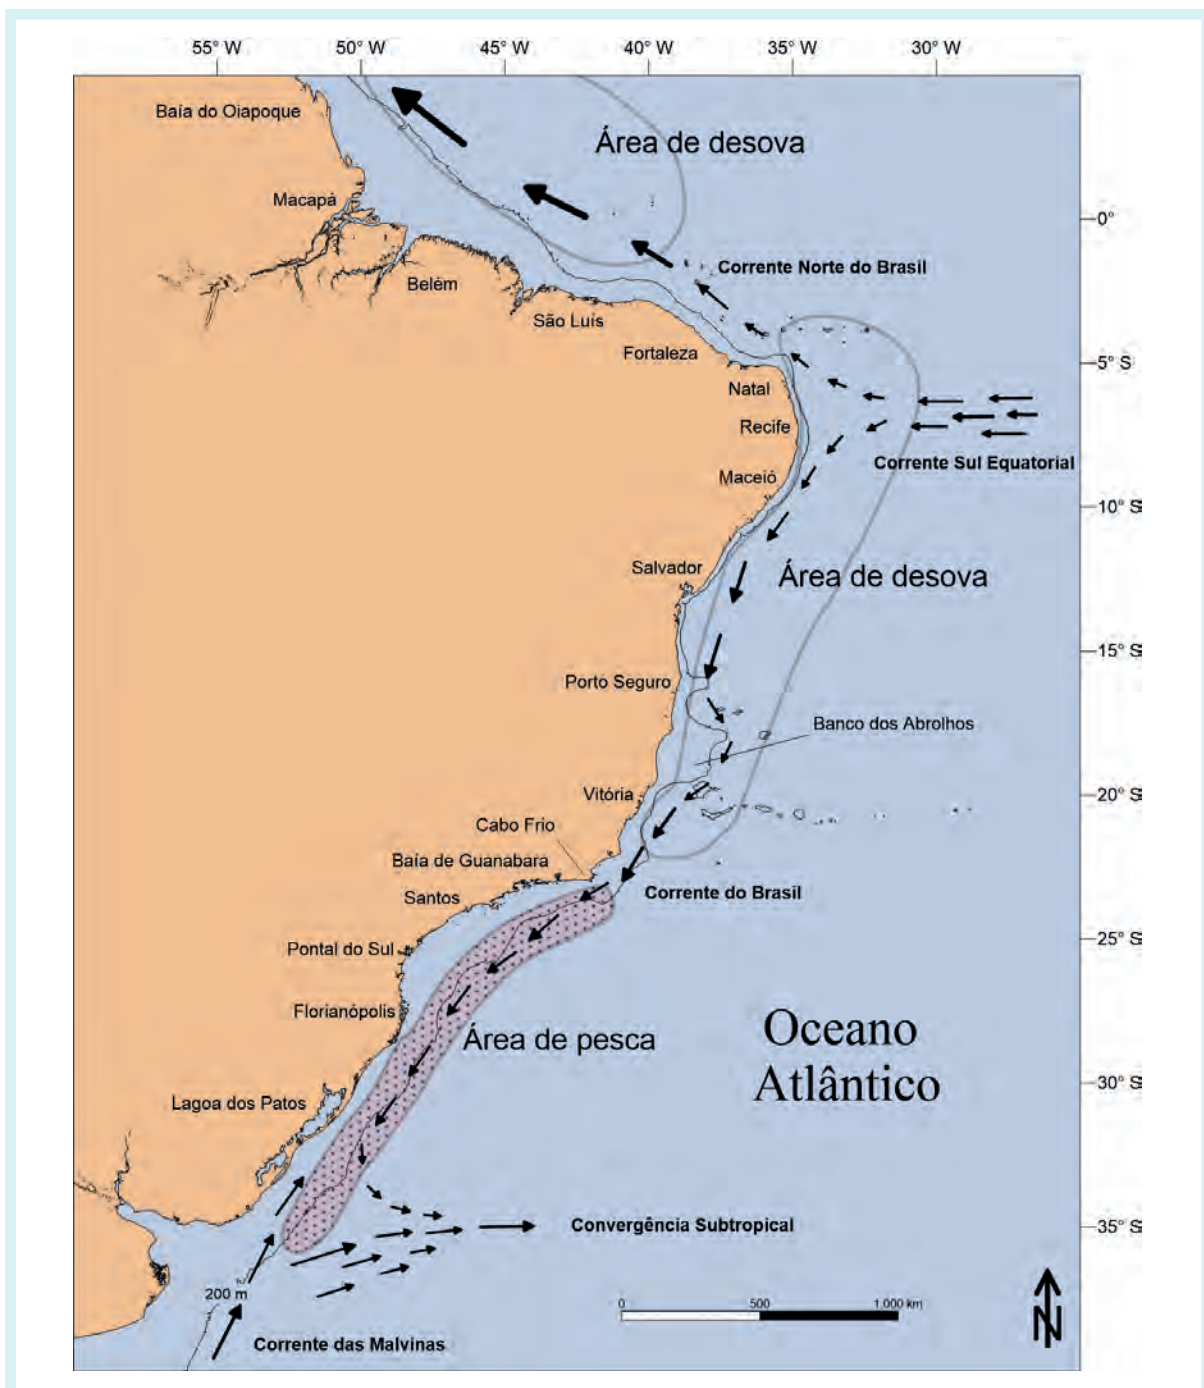 55° W 50° W 45° W 40° W 35° W 30° W
Baía do Oiapoque
Área de desova
Macapá
0°
Corrente Norte do Brasil
Belém
São Luís
Fortaleza
5° S
Natal
Recife
Corrente Sul Equatorial
Maceió
10° S
Salvador
Área de desova
15° S
Porto Seguro
Banco dos Abrolhos
Vitória
20° S
Cabo Frio
Baía de Guanabara
Corrente do Brasil
Santos
25° S
Pontal do Sul
Florianópolis
Oceano
Atlântico
Área de pesca
30° S
Lagoa dos Patos
Convergência Subtropical
35° S
200 m
0 500 1.000 km
N
Corrente das Malvinas